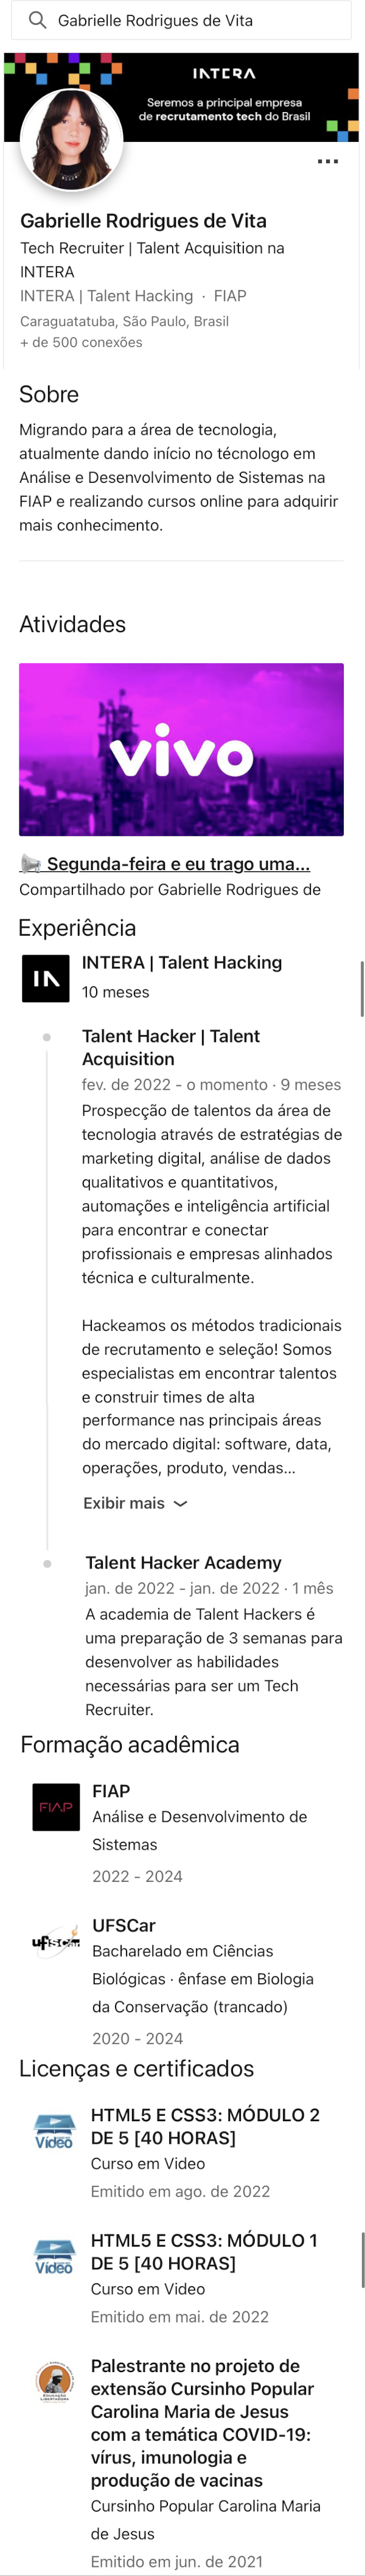 Gabrielle Rodrigues de Vita
INTERA
Seremos a principal empresa
de recrutamento tech do Brasil
Gabrielle Rodrigues de Vita
Tech Recruiter | Talent Acquisition na
INTERA
INTERA | Talent Hacking · FIAP
Caraguatatuba, São Paulo, Brasil
+ de 500 conexões
Sobre
Migrando para a área de tecnologia,
atualmente dando início no técnologo em
Análise e Desenvolvimento de Sistemas na
FIAP e realizando cursos online para adquirir
mais conhecimento.
Atividades
vivo
Segunda-feira e eu trago uma...
Compartilhado por Gabrielle Rodrigues de
Experiência
IN
INTERA | Talent Hacking
10 meses
Talent Hacker | Talent
Acquisition
fev. de 2022 - o momento · 9 meses
Prospecção de talentos da área de
tecnologia através de estratégias de
marketing digital, análise de dados
qualitativos e quantitativos,
automações e inteligência artificial
para encontrar e conectar
profissionais e empresas alinhados
técnica e culturalmente.
Hackeamos os métodos tradicionais
de recrutamento e seleção! Somos
especialistas em encontrar talentos
e construir times de alta
performance nas principais áreas
do mercado digital: software, data,
operações, produto, vendas...
Exibir mais
Talent Hacker Academy
jan. de 2022 - jan. de 2022 · 1 mês
A academia de Talent Hackers é
uma preparação de 3 semanas para
desenvolver as habilidades
necessárias para ser um Tech
Recruiter.
Formação acadêmica
FIAP
FIAP
Análise e Desenvolvimento de
Sistemas
2022 - 2024
ufscar
UFSCar
Bacharelado em Ciências
Biológicas · ênfase em Biologia
da Conservação (trancado)
2020 - 2024
Licenças e certificados
Vídeo
HTML5 E CSS3: MÓDULO 2
DE 5 [40 HORAS]
Curso em Video
Emitido em ago. de 2022
Vídeo
HTML5 E CSS3: MÓDULO 1
DE 5 [40 HORAS]
Curso em Video
Emitido em mai. de 2022
Palestrante no projeto de
extensão Cursinho Popular
Carolina Maria de Jesus
com a temática COVID-19:
vírus, imunologia e
produção de vacinas
Cursinho Popular Carolina Maria
de Jesus
Emitido em jun. de 2021